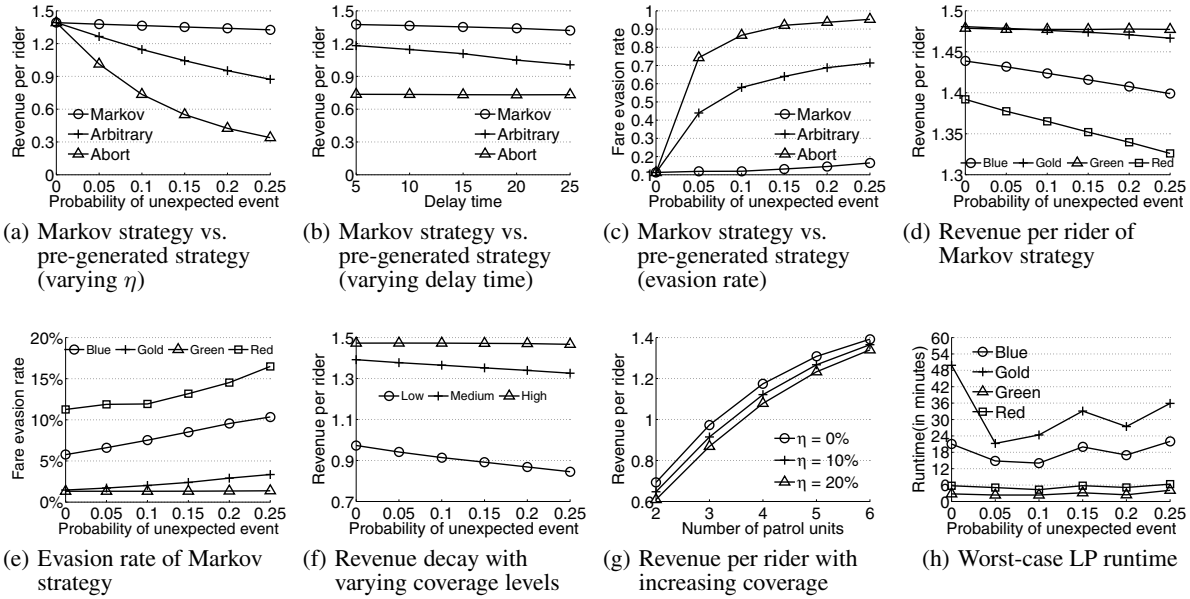 Revenue per rider
1.5
1.2
0.9
0.6
0.3
0
Markov
Arbitrary
Abort
0 0.05 0.1 0.15 0.2 0.25
Probability of unexpected event
(a) Markov strategy vs.
pre-generated strategy
(varying η)
Revenue per rider
1.5
1.2
0.9
0.6
0.3
0
Markov
Arbitrary
Abort
5 10 15 20 25
Delay time
(b) Markov strategy vs.
pre-generated strategy
(varying delay time)
Fare evasion rate
1
0.9
0.8
0.7
0.6
0.5
0.4
0.3
0.2
0.1
Markov
Arbitrary
Abort
0 0.05 0.1 0.15 0.2 0.25
Probability of unexpected event
(c) Markov strategy vs.
pre-generated strategy
(evasion rate)
Revenue per rider
1.5
1.45
1.4
1.35
1.3
Blue Gold Green Red
0 0.05 0.1 0.15 0.2 0.25
Probability of unexpected event
(d) Revenue per rider of
Markov strategy
Fare evasion rate
20%
15%
10%
5%
0%
Blue Gold Green Red
0 0.05 0.1 0.15 0.2 0.25
Probability of unexpected event
(e) Evasion rate of Markov
strategy
Revenue per rider
1.5
1.3
1.1
0.9
0.7
Low Medium High
0 0.05 0.1 0.15 0.2 0.25
Probability of unexpected event
(f) Revenue decay with
varying coverage levels
Revenue per rider
1.4
1.2
1
0.8
0.6
η = 0%
η = 10%
η = 20%
2 3 4 5 6
Number of patrol units
(g) Revenue per rider with
increasing coverage
Runtime(in minutes)
60
54
48
42
36
30
24
18
12
6
0
Blue
Gold
Green
Red
0 0.05 0.1 0.15 0.2 0.25
Probability of unexpected event
(h) Worst-case LP runtime